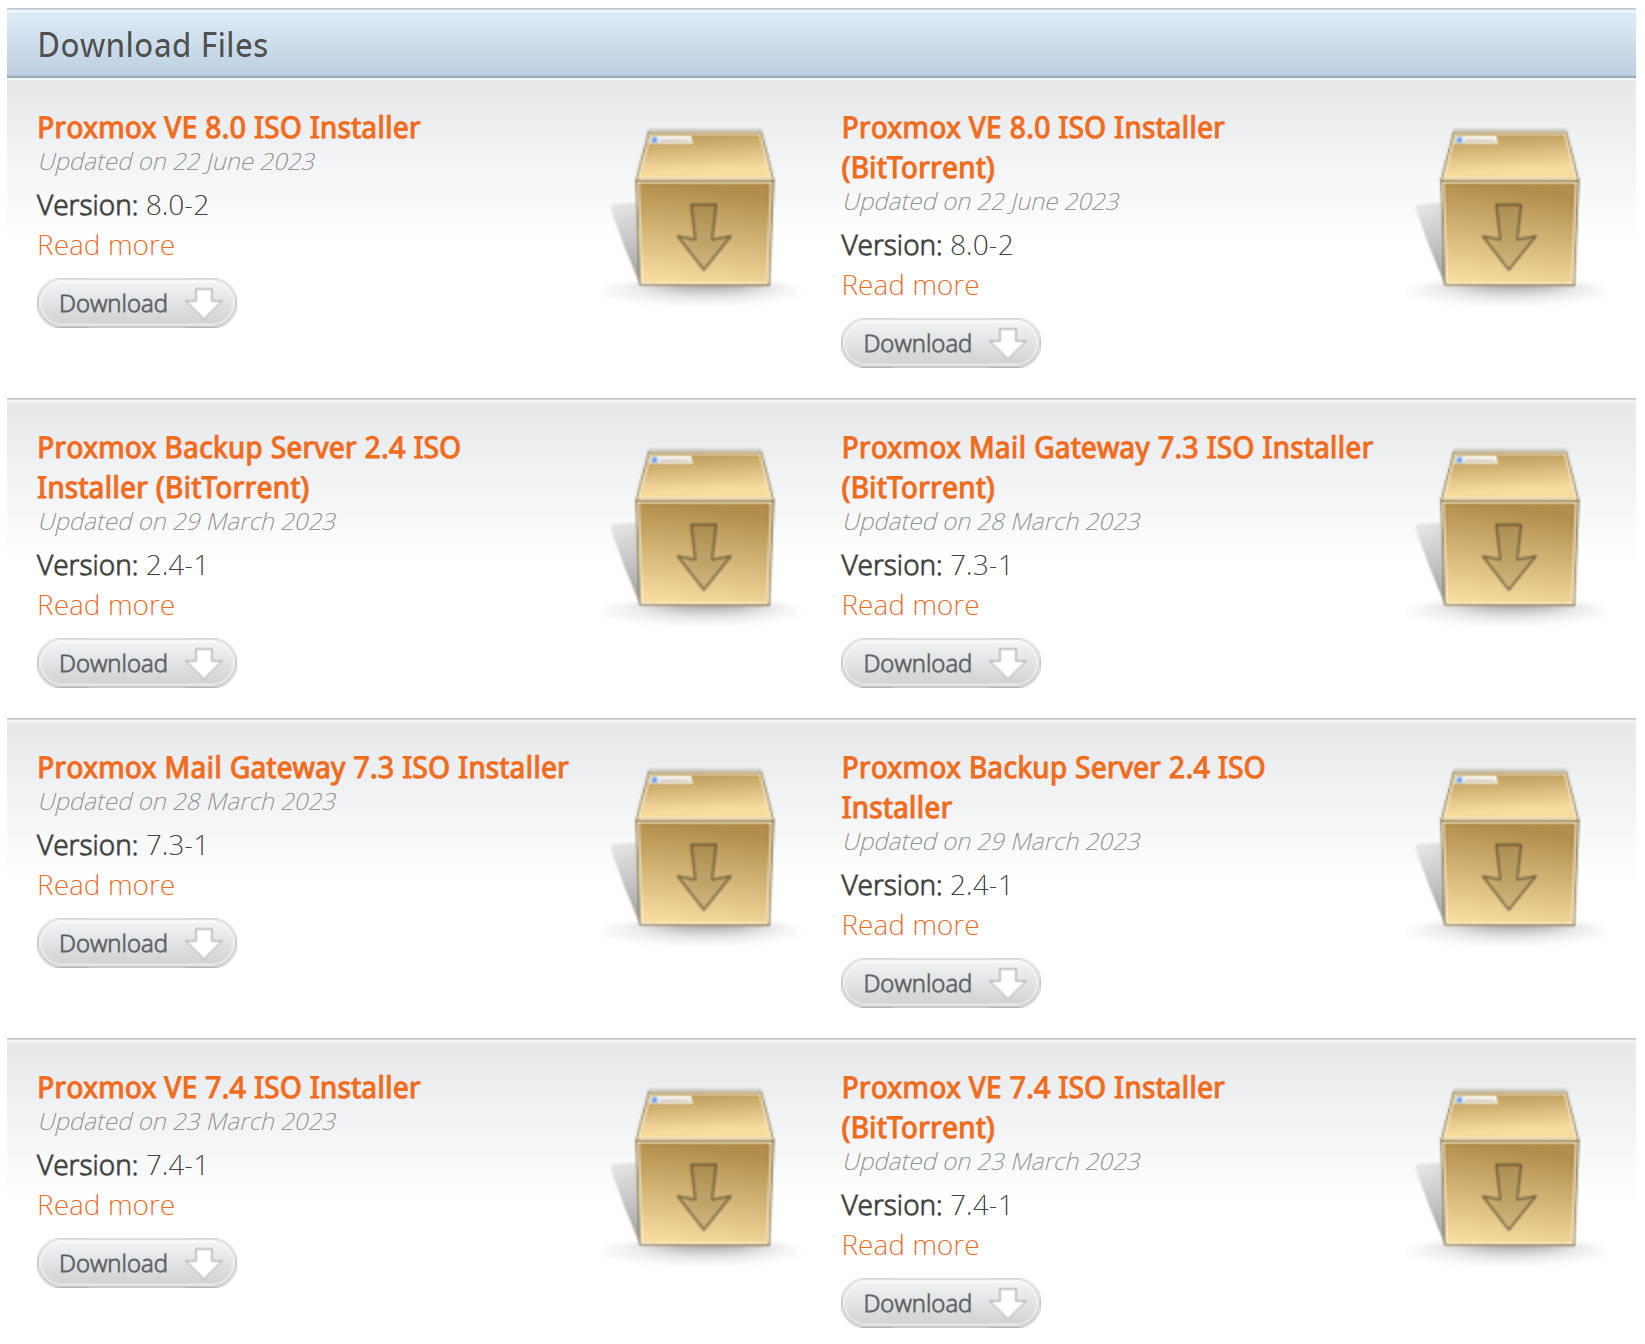 Download Files
Proxmox VE 8.0 ISO Installer
Updated on 22 June 2023
Version: 8.0-2
Read more
Download
Proxmox VE 8.0 ISO Installer
(BitTorrent)
Updated on 22 June 2023
Version: 8.0-2
Read more
Download
Proxmox Backup Server 2.4 ISO
Installer (BitTorrent)
Updated on 29 March 2023
Version: 2.4-1
Read more
Download
Proxmox Mail Gateway 7.3 ISO Installer
(BitTorrent)
Updated on 28 March 2023
Version: 7.3-1
Read more
Download
Proxmox Mail Gateway 7.3 ISO Installer
Updated on 28 March 2023
Version: 7.3-1
Read more
Download
Proxmox Backup Server 2.4 ISO
Installer
Updated on 29 March 2023
Version: 2.4-1
Read more
Download
Proxmox VE 7.4 ISO Installer
Updated on 23 March 2023
Version: 7.4-1
Read more
Download
Proxmox VE 7.4 ISO Installer
(BitTorrent)
Updated on 23 March 2023
Version: 7.4-1
Read more
Download